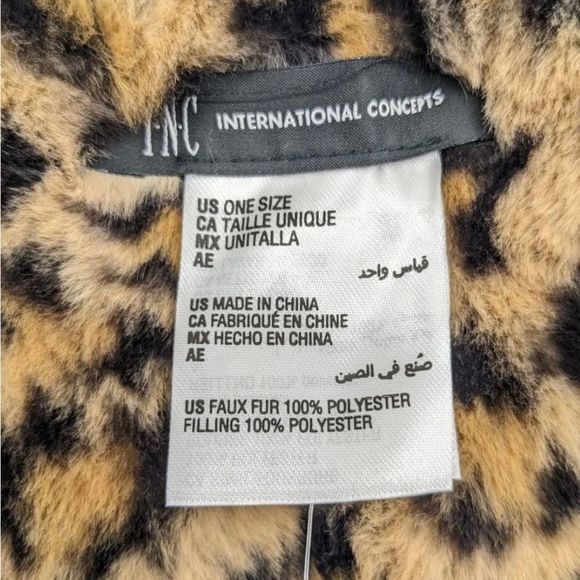 I·N·C INTERNATIONAL CONCEPTS
US ONE SIZE
CA TAILLE UNIQUE
MX UNITALLA
AE
قياس واحد
US MADE IN CHINA
CA FABRIQUÉ EN CHINE
MX HECHO EN CHINA
AE
صُنع في الصين
US FAUX FUR 100% POLYESTER
FILLING 100% POLYESTER